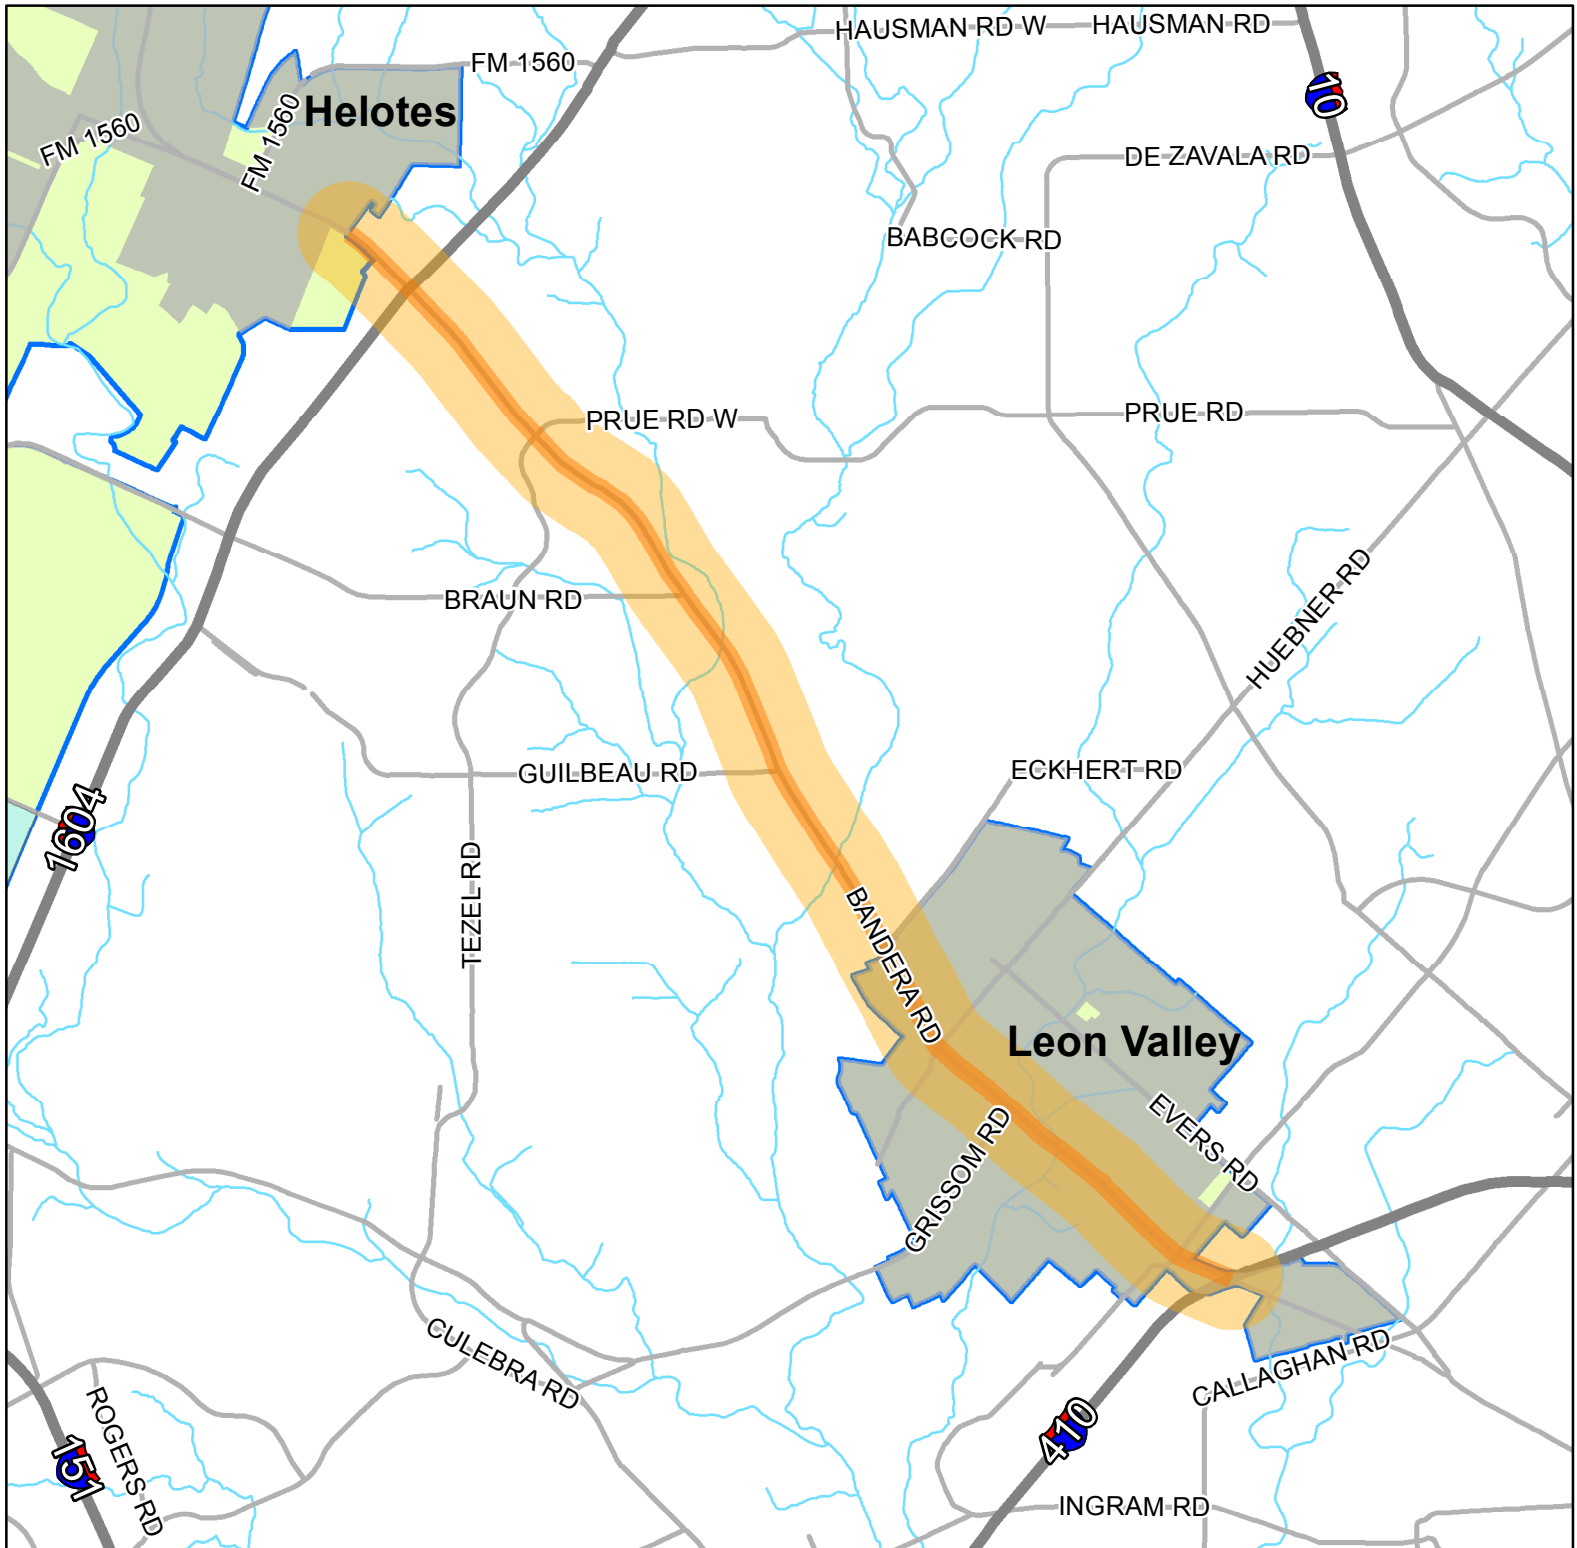 HAUSMAN RD W
HAUSMAN RD
FM 1560
10
Helotes
FM 1560
FM 1560
DE ZAVALA RD
BABCOCK RD
PRUE RD W
PRUE RD
BRAUN RD
HUEBNER RD
GUILBEAU RD
ECKHERT RD
1604
TEZEL RD
BANDERA RD
Leon Valley
EVERS RD
GRISSOM RD
CULEBRA RD
CALLAGHAN RD
ROGERS RD
151
410
INGRAM RD